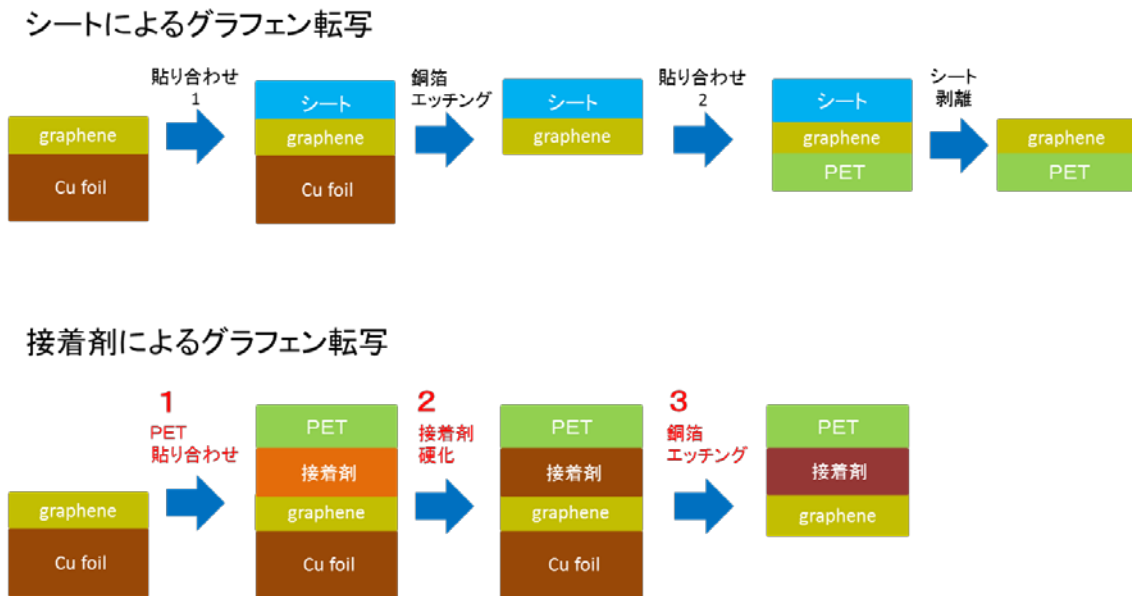 シートによるグラフェン転写
貼り合わせ
1
銅箔
エッチング
貼り合わせ
2
シート
剥離
graphene
Cu foil
シート
graphene
Cu foil
シート
graphene
シート
graphene
PET
graphene
PET
接着剤によるグラフェン転写
1
PET
貼り合わせ
2
接着剤
硬化
3
銅箔
エッチング
graphene
Cu foil
PET
接着剤
graphene
Cu foil
PET
接着剤
graphene
Cu foil
PET
接着剤
graphene